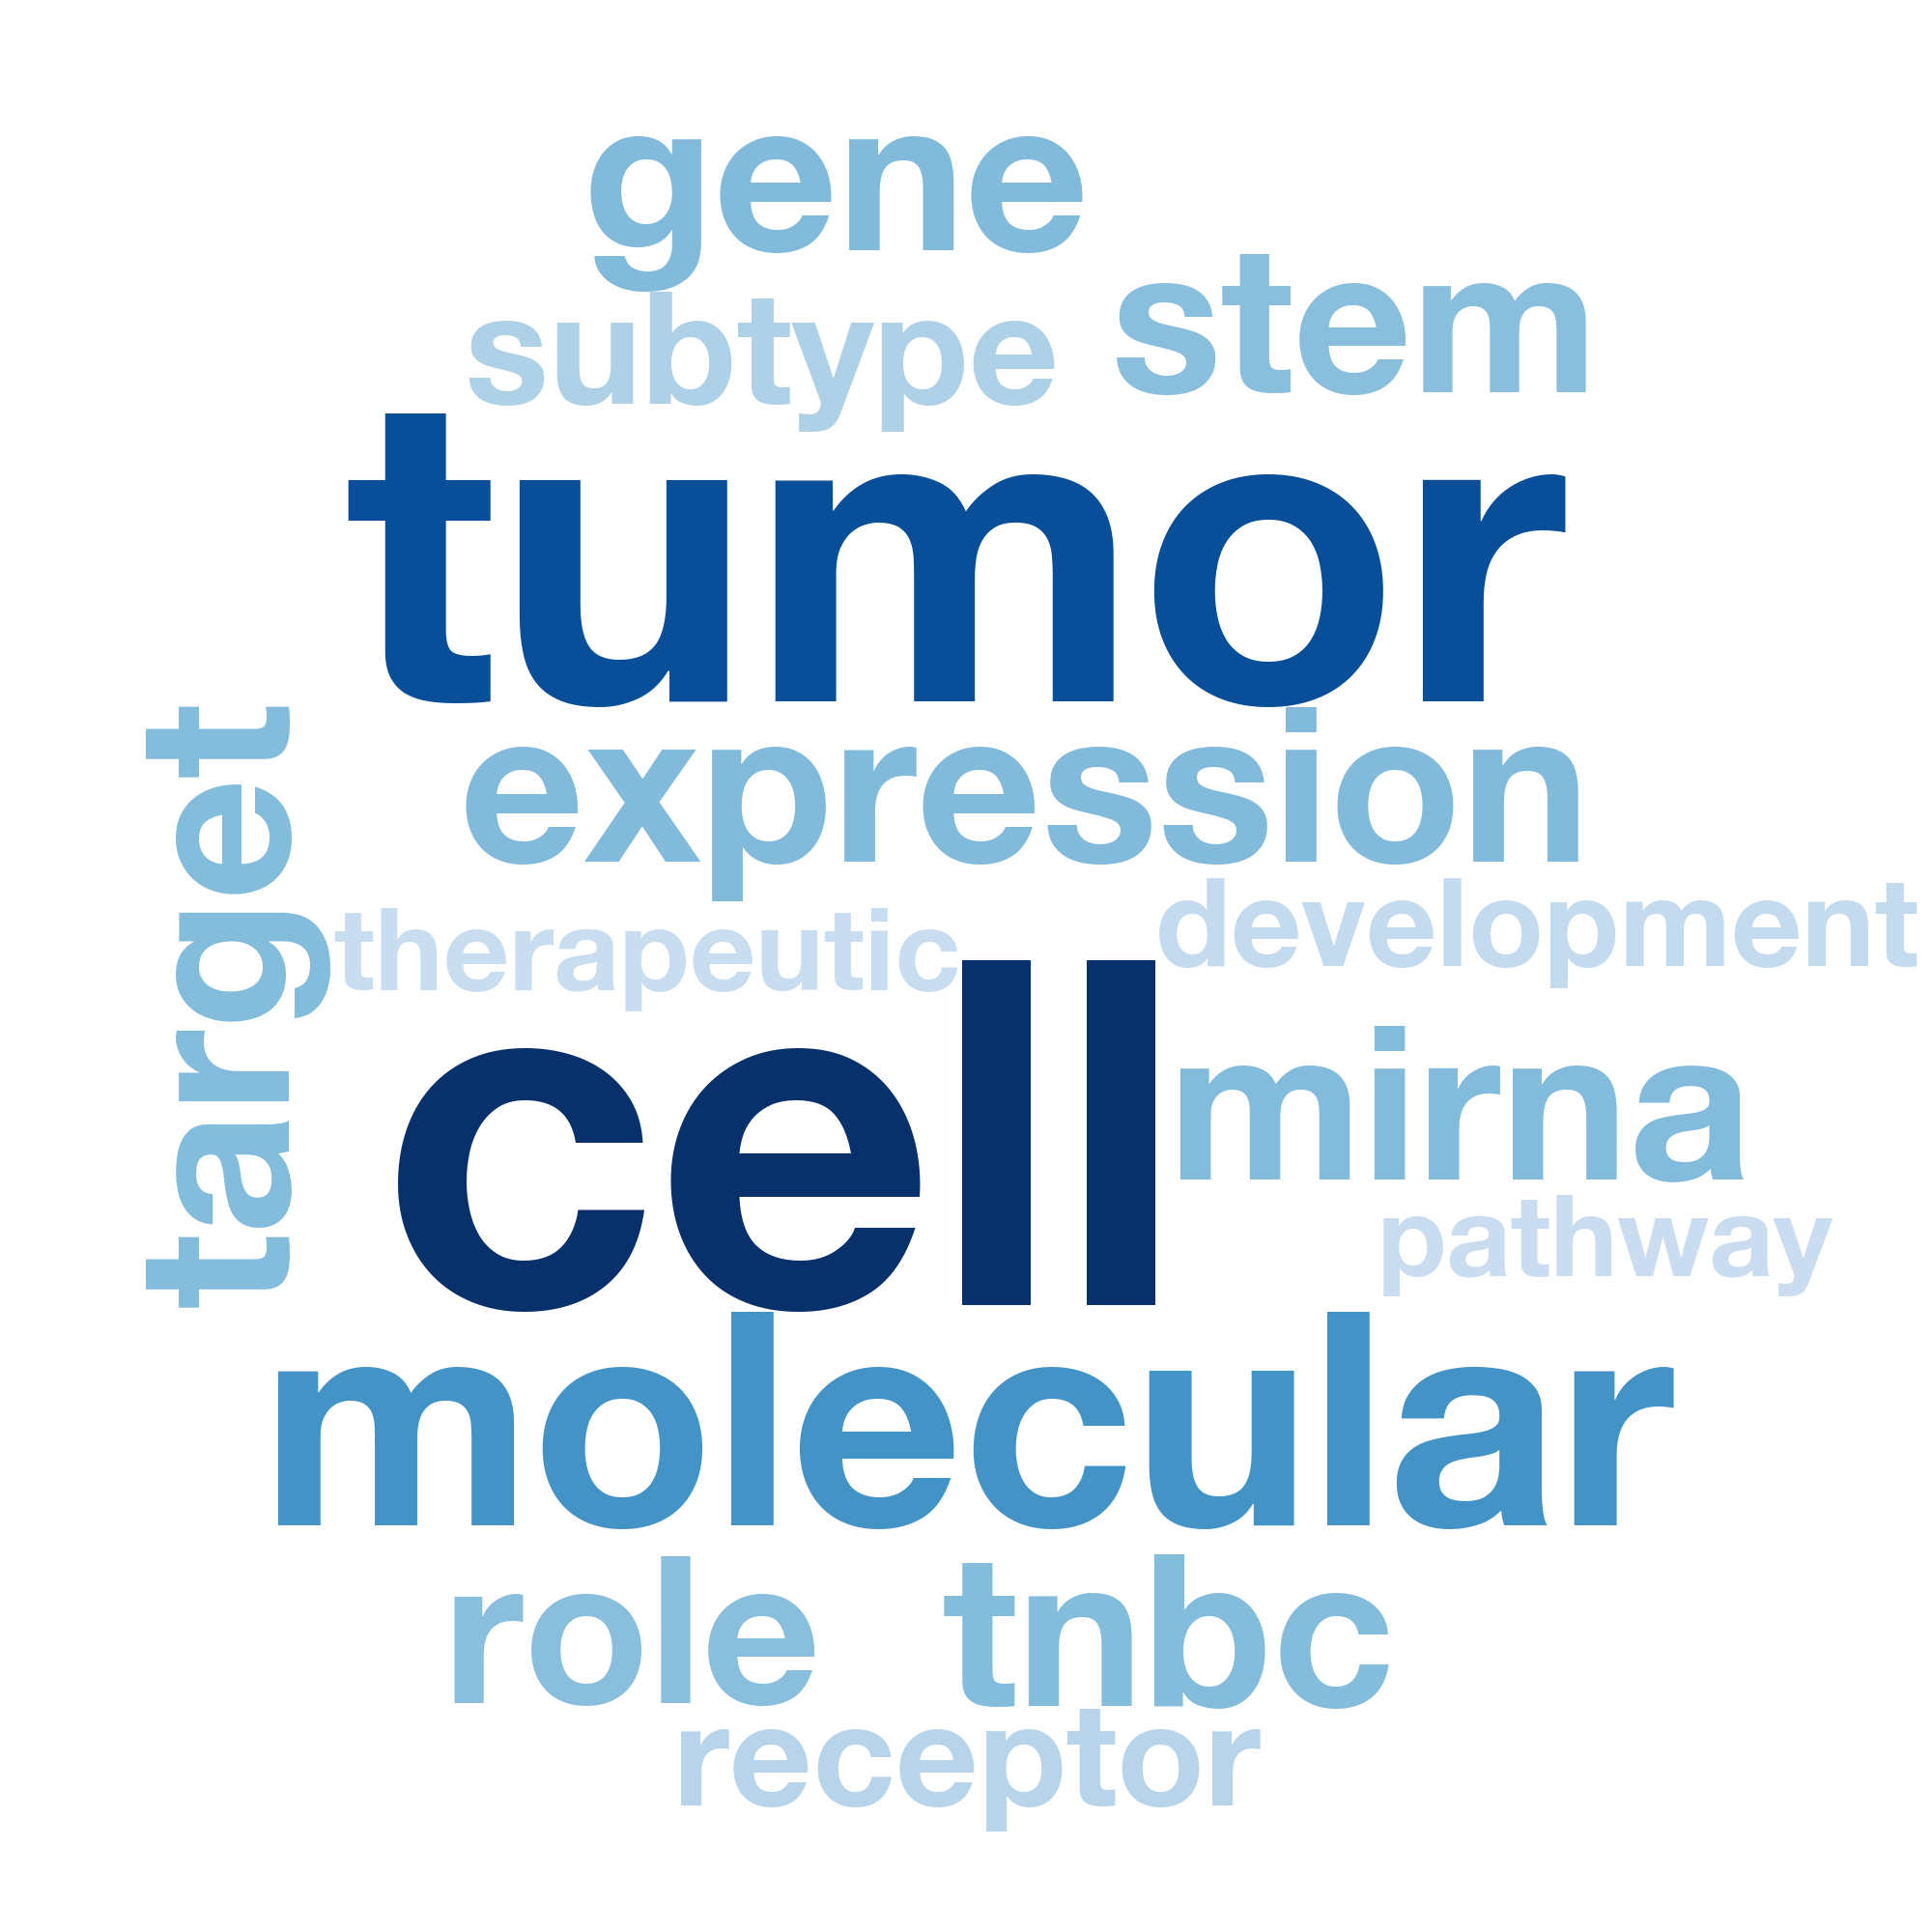 gene
subtype stem
tumor
target
expression
therapeutic development
cell
mirna
pathway
molecular
role tnbc
receptor